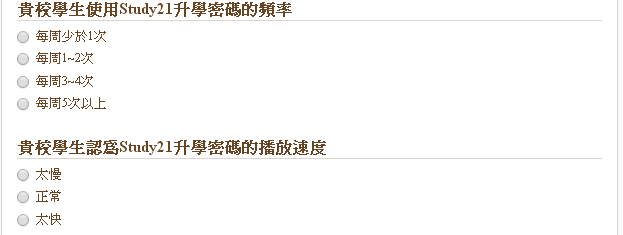 貴校學生使用Study21升學密碼的頻率
每周少於1次
每周1~2次
每周3~4次
每周5次以上
貴校學生認為Study21升學密碼的播放速度
太慢
正常
太快